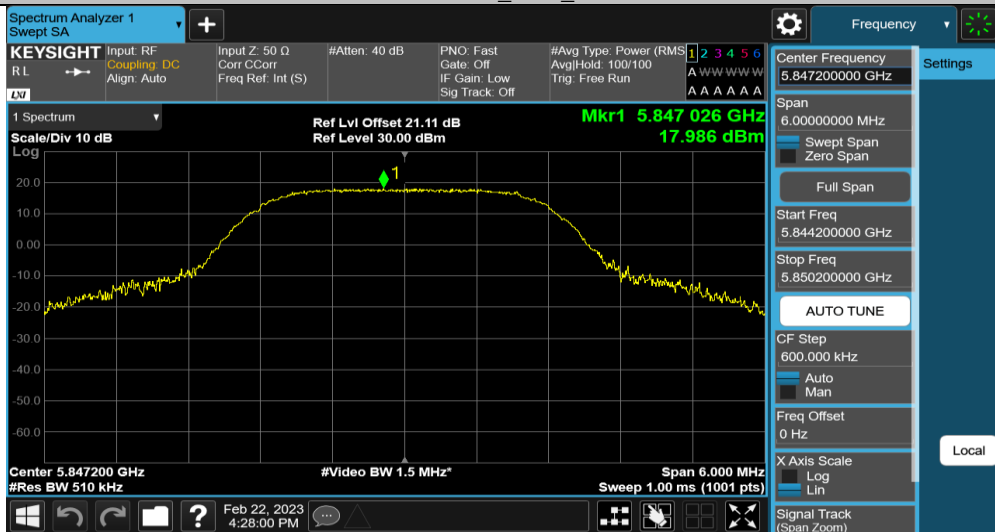 Spectrum Analyzer 1
Swept SA
+
Frequency
KEYSIGHT
R L
LXI
Input: RF
Coupling: DC
Align: Auto
Input Z: 50 Ω
Corr CCorr
Freq Ref: Int (S)
#Atten: 40 dB
PNO: Fast
Gate: Off
IF Gain: Low
Sig Track: Off
#Avg Type: Power (RMS
Avg|Hold: 100/100
Trig: Free Run
1 2 3 4 5 6
A W W W W W
A A A A A A
1 Spectrum
Scale/Div 10 dB
Log
Ref Lvl Offset 21.11 dB
Ref Level 30.00 dBm
Mkr1 5.847 026 GHz
17.986 dBm
1
20.0
10.0
0.00
-10.0
-20.0
-30.0
-40.0
-50.0
-60.0
Center 5.847200 GHz
#Res BW 510 kHz
#Video BW 1.5 MHz*
Span 6.000 MHz
Sweep 1.00 ms (1001 pts)
Center Frequency
5.847200000 GHz
Span
6.00000000 MHz
Swept Span
Zero Span
Full Span
Start Freq
5.844200000 GHz
Stop Freq
5.850200000 GHz
AUTO TUNE
CF Step
600.000 kHz
Auto
Man
Freq Offset
0 Hz
X Axis Scale
Log
Lin
Signal Track
(Span Zoom)
Settings
Local
?
Feb 22, 2023
4:28:00 PM